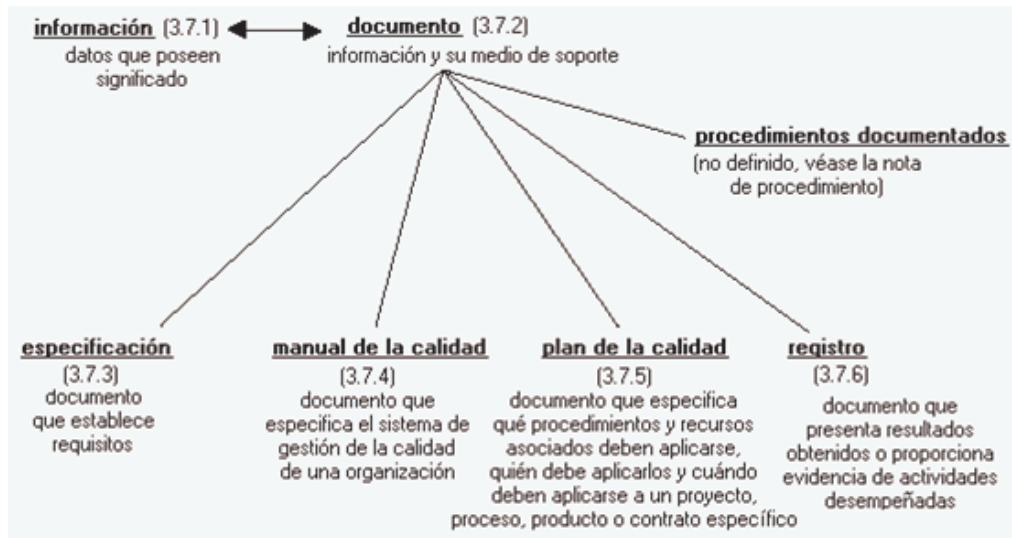 información (3.7.1)
datos que poseen
significado
documento (3.7.2)
información y su medio de soporte
procedimientos documentados
(no definido, véase la nota
de procedimiento)
especificación
(3.7.3)
documento
que establece
requisitos
manual de la calidad
(3.7.4)
documento que
especifica el sistema de
gestión de la calidad
de una organización
plan de la calidad
(3.7.5)
documento que especifica
qué procedimientos y recursos
asociados deben aplicarse,
quién debe aplicarlos y cuándo
deben aplicarse a un proyecto,
proceso, producto o contrato específico
registro
(3.7.6)
documento que
presenta resultados
obtenidos o proporciona
evidencia de actividades
desempeñadas